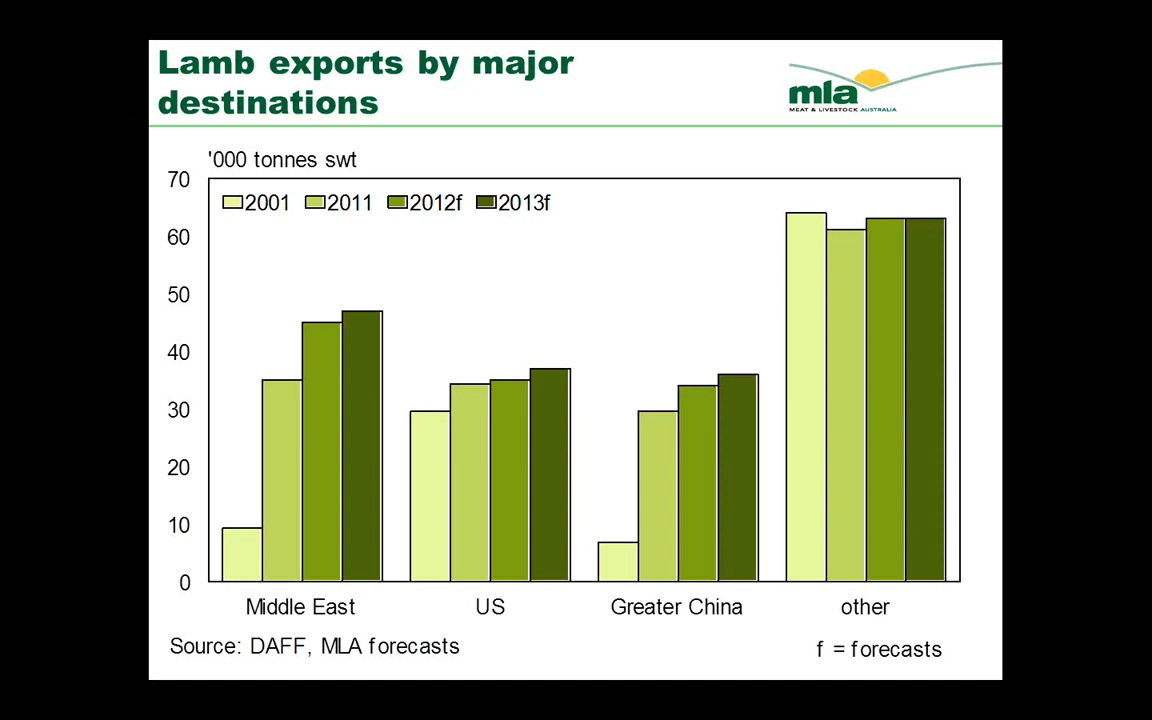 Lamb exports by major
destinations
mla
MEAT & LIVESTOCK AUSTRALIA
'000 tonnes swt
70
2001 2011 2012f 2013f
60
50
40
30
20
10
0
Middle East US Greater China other
Source: DAFF, MLA forecasts
f = forecasts